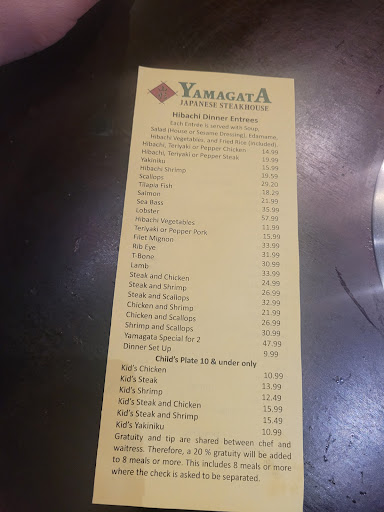 YAMAGATA
JAPANESE STEAKHOUSE
Hibachi Dinner Entrees
Each Entrée is served with Soup,
Salad (House or Sesame Dressing), Edamame,
Hibachi Vegetables, and Fried Rice (included).
Hibachi, Teriyaki or Pepper Chicken 14.99
Hibachi, Teriyaki or Pepper Steak 19.99
Yakiniku 15.99
Hibachi Shrimp 19.59
Scallops 29.20
Tilapia Fish 18.29
Salmon 21.99
Sea Bass 35.99
Lobster 57.99
Hibachi Vegetables 11.99
Teriyaki or Pepper Pork 15.99
Filet Mignon 33.99
Rib Eye 31.99
T-Bone 30.99
Lamb 33.99
Steak and Chicken 24.99
Steak and Shrimp 26.99
Steak and Scallops 32.99
Chicken and Shrimp 21.99
Chicken and Scallops 26.99
Shrimp and Scallops 30.99
Yamagata Special for 2 47.99
Dinner Set Up 9.99
Child's Plate 10 & under only
Kid's Chicken 10.99
Kid's Steak 13.99
Kid's Shrimp 12.49
Kid's Steak and Chicken 15.99
Kid's Steak and Shrimp 15.49
Kid's Yakiniku 10.99
Gratuity and tip are shared between chef and
waitress. Therefore, a 20 % gratuity will be added
to 8 meals or more. This includes 8 meals or more
where the check is asked to be separated.